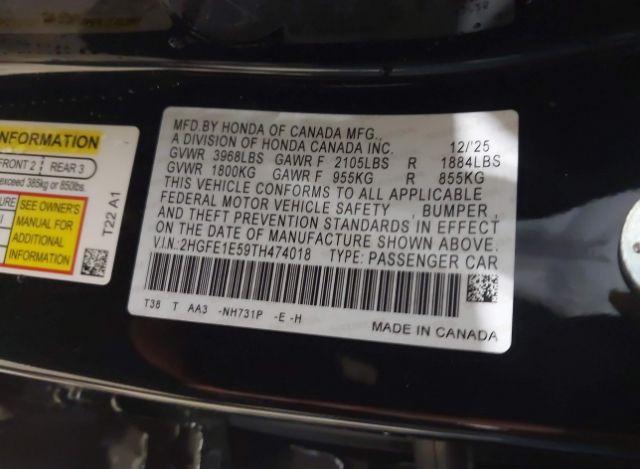 NFORMATION
FRONT 2 REAR 3
exceed 385kg or 850lbs.
SEE OWNER'S
MANUAL FOR
ADDITIONAL
INFORMATION
T22 A1
MFD.BY HONDA OF CANADA MFG.,
A DIVISION OF HONDA CANADA INC. 12/'25
GVWR 3968LBS GAWR F 2105LBS R 1884LBS
GVWR 1800KG GAWR F 955KG R 855KG
THIS VEHICLE CONFORMS TO ALL APPLICABLE
FEDERAL MOTOR VEHICLE SAFETY , BUMPER ,
AND THEFT PREVENTION STANDARDS IN EFFECT
ON THE DATE OF MANUFACTURE SHOWN ABOVE.
V.I.N.:2HGFE1E59TH474018 TYPE: PASSENGER CAR
T38 T AA3 -NH731P -E -H
MADE IN CANADA